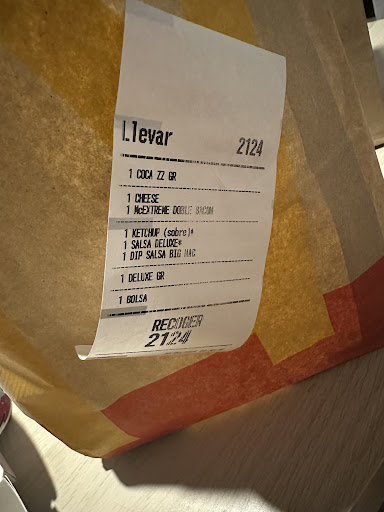 Llevar
2124
1 COCA ZZ GR
1 CHEESE
1 McEXTREME DOBLE BACON
1 KETCHUP (sobre)*
1 SALSA DELUXE*
1 DIP SALSA BIG MAC
1 DELUXE GR
1 BOLSA
RECOGER
2124